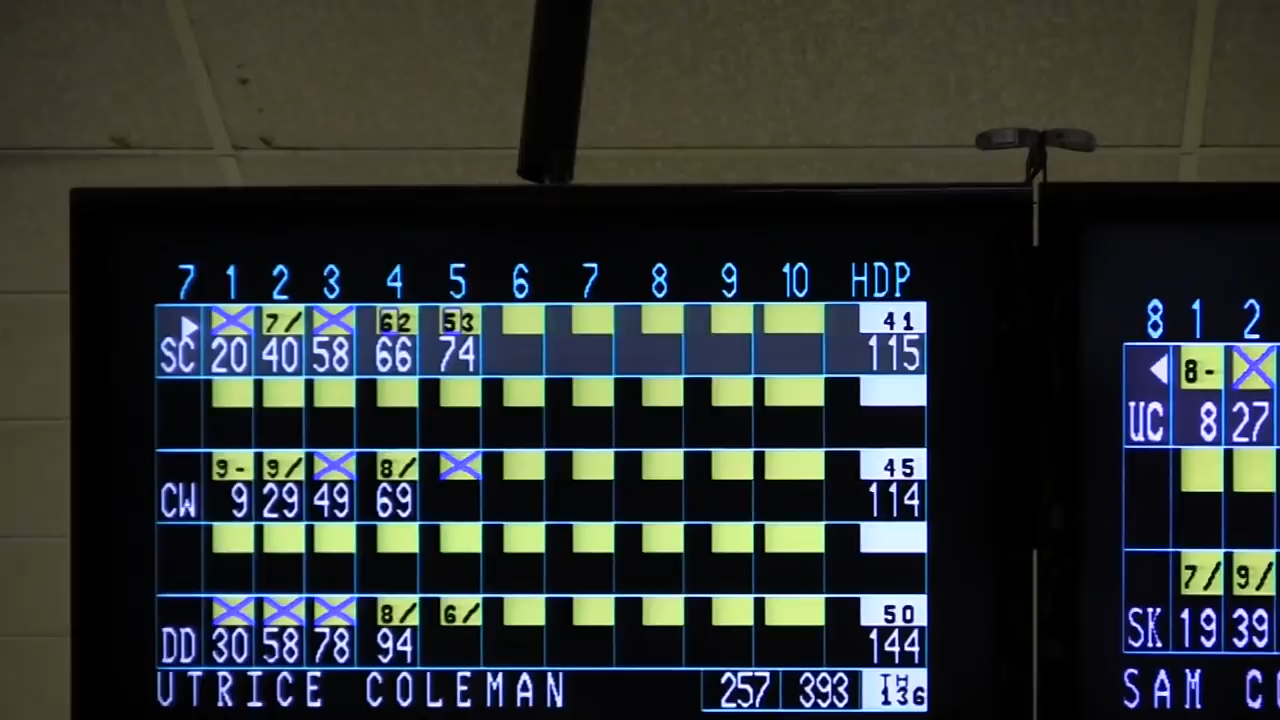 7 1 2 3 4 5 6 7 8 9 10 HDP
X 7/ X 62 53 41
SC 20 40 58 66 74 115
9- 9/ X 8/ X 45
CW 9 29 49 69 114
X X X 8/ 6/ 50
DD 30 58 78 94 144
UTRICE COLEMAN 257 393 TH 136
8 1 2
8- X
UC 8 27
7/ 9/
SK 19 39
SAM